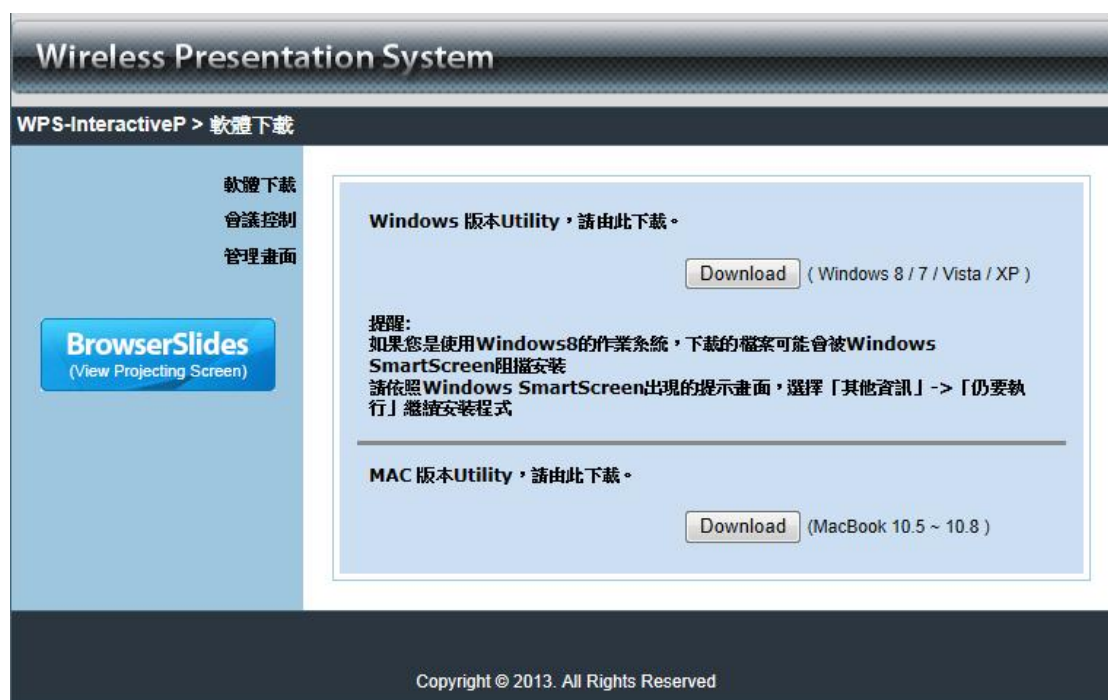 Wireless Presentation System
WPS-InteractiveP > 軟體下載
軟體下載
會議控制
管理畫面
BrowserSlides
(View Projecting Screen)
Windows 版本Utility，請由此下載。
Download ( Windows 8 / 7 / Vista / XP )
提醒:
如果您是使用Windows8的作業系統，下載的檔案可能會被Windows
SmartScreen阻擋安裝
請依照Windows SmartScreen出現的提示畫面，選擇「其他資訊」->「仍要執
行」繼續安裝程式
MAC 版本Utility，請由此下載。
Download (MacBook 10.5 ~ 10.8 )
Copyright © 2013. All Rights Reserved